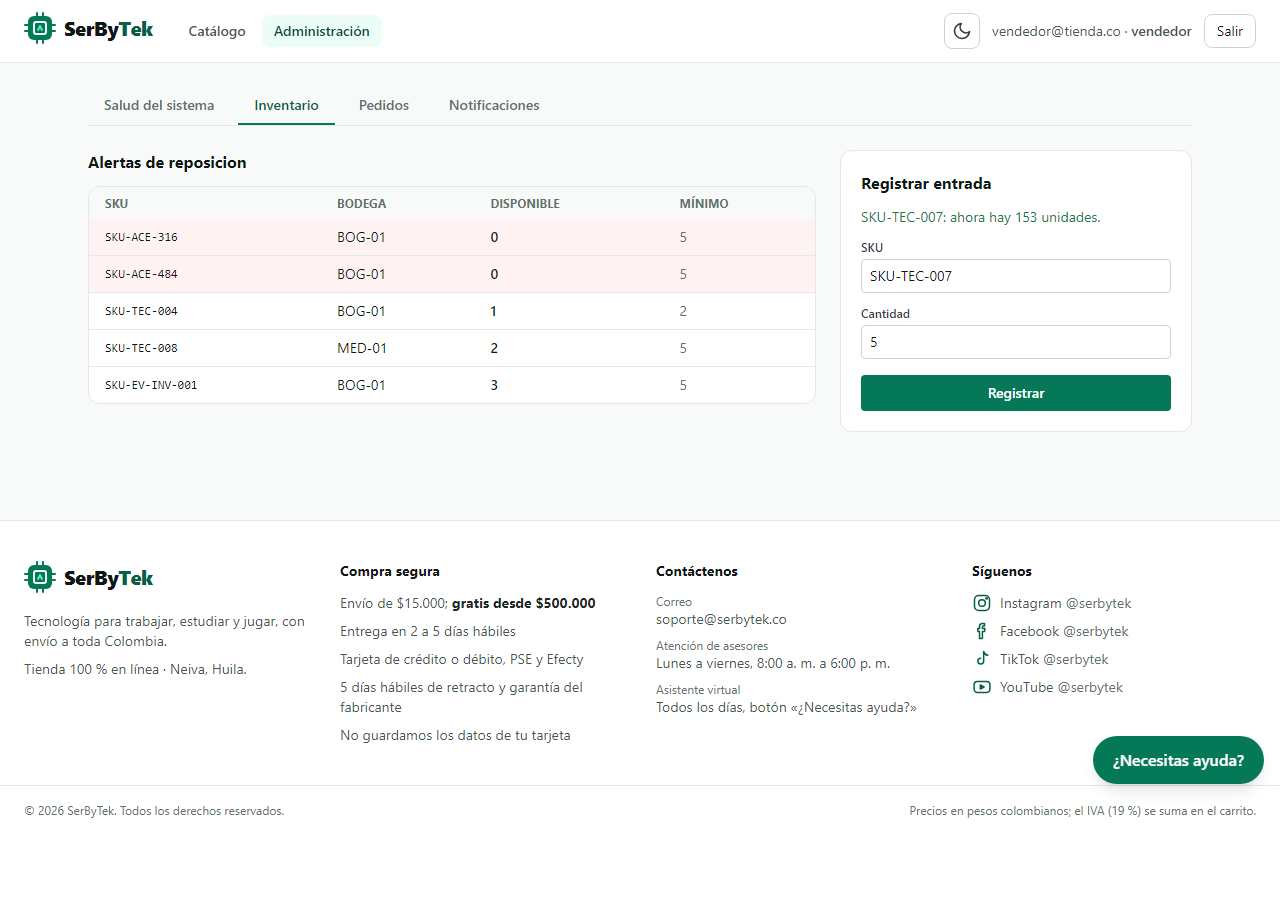 SerByTek
Catálogo
Administración
vendedor@tienda.co · vendedor
Salir
Salud del sistema
Inventario
Pedidos
Notificaciones
Alertas de reposicion
SKU BODEGA DISPONIBLE MÍNIMO
SKU-ACE-316 BOG-01 0 5
SKU-ACE-484 BOG-01 0 5
SKU-TEC-004 BOG-01 1 2
SKU-TEC-008 MED-01 2 5
SKU-EV-INV-001 BOG-01 3 5
Registrar entrada
SKU-TEC-007: ahora hay 153 unidades.
SKU
SKU-TEC-007
Cantidad
5
Registrar
SerByTek
Tecnología para trabajar, estudiar y jugar, con
envío a toda Colombia.
Tienda 100 % en línea · Neiva, Huila.
Compra segura
Envío de $15.000; gratis desde $500.000
Entrega en 2 a 5 días hábiles
Tarjeta de crédito o débito, PSE y Efecty
5 días hábiles de retracto y garantía del
fabricante
No guardamos los datos de tu tarjeta
Contáctenos
Correo
soporte@serbytek.co
Atención de asesores
Lunes a viernes, 8:00 a. m. a 6:00 p. m.
Asistente virtual
Todos los días, botón «¿Necesitas ayuda?»
Síguenos
Instagram @serbytek
Facebook @serbytek
TikTok @serbytek
YouTube @serbytek
¿Necesitas ayuda?
© 2026 SerByTek. Todos los derechos reservados.
Precios en pesos colombianos; el IVA (19 %) se suma en el carrito.